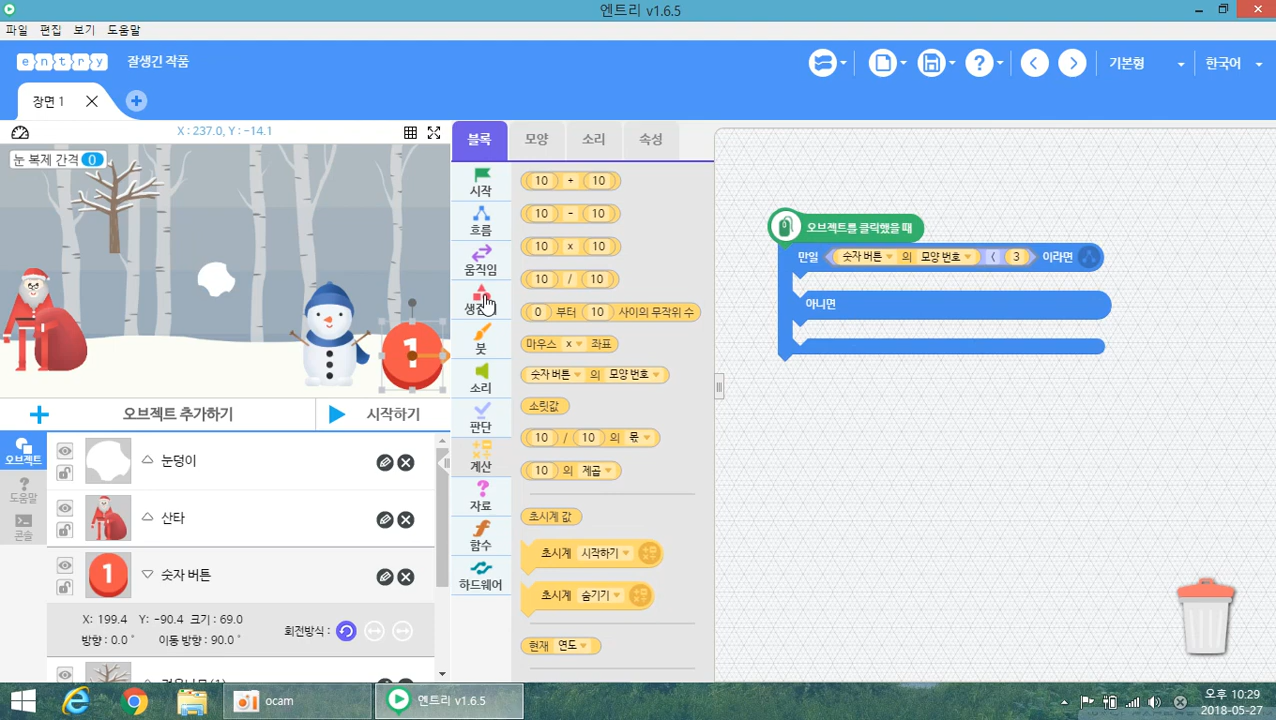 엔트리 v1.6.5
파일 편집 보기 도움말
entry 잘생긴 작품
기본형 한국어
장면 1
X : 237.0, Y : -14.1
블록 모양 소리 속성
눈 복제 간격 0
1
오브젝트 추가하기 시작하기
오브젝트
도움말
콘솔
눈덩이
산타
1 숫자 버튼
X: 199.4 Y: -90.4 크기 : 69.0
방향 : 0.0 ˚ 이동 방향 : 90.0 ˚
회전방식 :
시작
흐름
움직임
붓
소리
판단
계산
자료
함수
하드웨어
10 + 10
10 - 10
10 x 10
10 / 10
0 부터 10 사이의 무작위 수
마우스 x 좌표
숫자 버튼 의 모양 번호
소릿값
10 / 10 의 몫
10 의 제곱
초시계 값
초시계 시작하기
초시계 숨기기
현재 연도
오브젝트를 클릭했을 때
만일 숫자 버튼 의 모양 번호 < 3 이라면
아니면
ocam
엔트리 v1.6.5
오후 10:29
2018-05-27